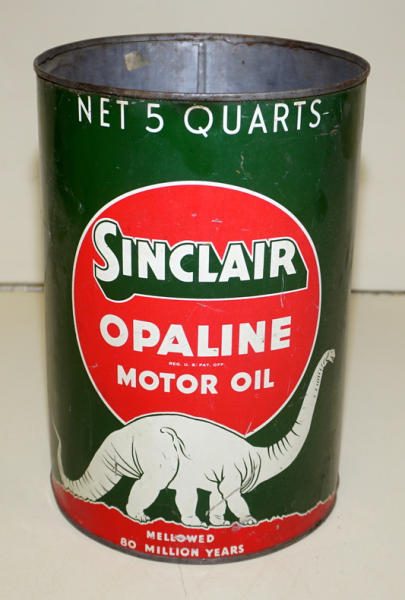 NET 5 QUARTS
SINCLAIR
OPALINE
REG. U.S. PAT. OFF.
MOTOR OIL
MELLOWED
80 MILLION YEARS